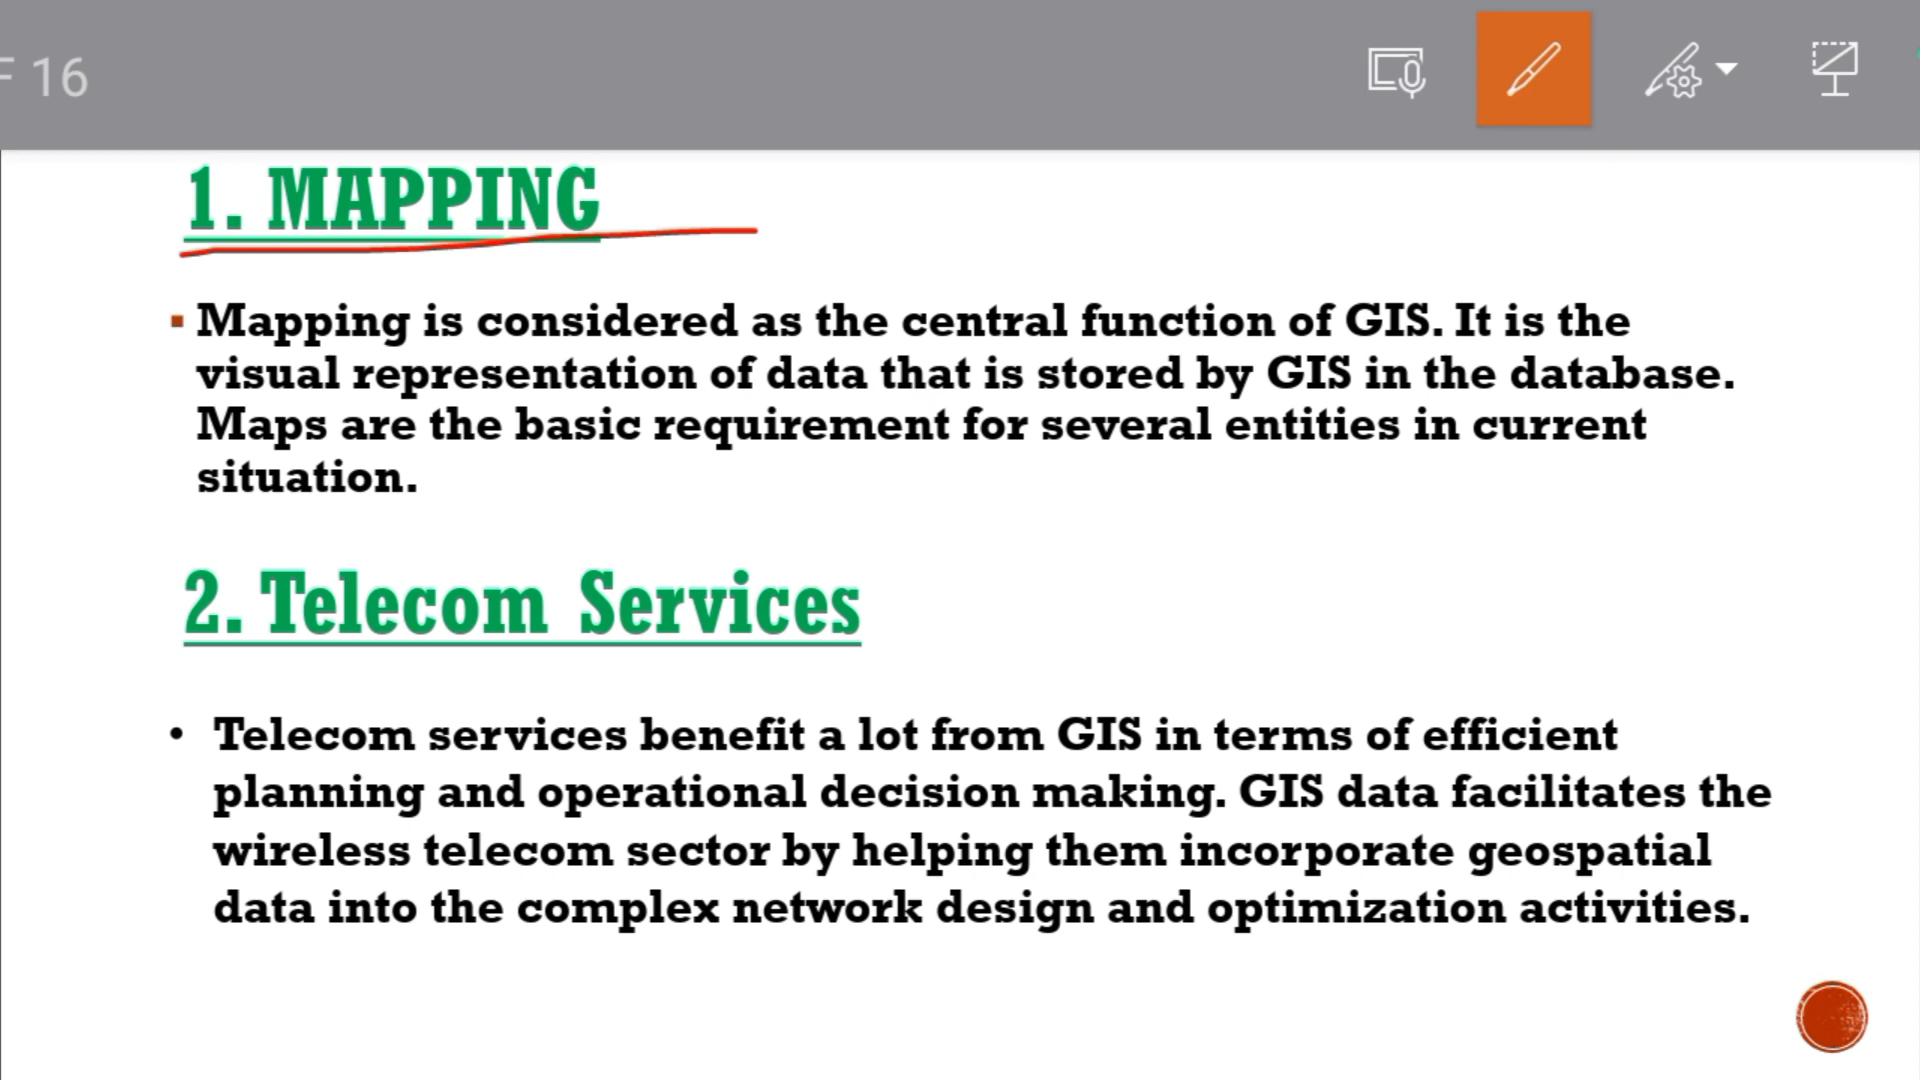 F 16
1. MAPPING
Mapping is considered as the central function of GIS. It is the
visual representation of data that is stored by GIS in the database.
Maps are the basic requirement for several entities in current
situation.
2. Telecom Services
• Telecom services benefit a lot from GIS in terms of efficient
planning and operational decision making. GIS data facilitates the
wireless telecom sector by helping them incorporate geospatial
data into the complex network design and optimization activities.